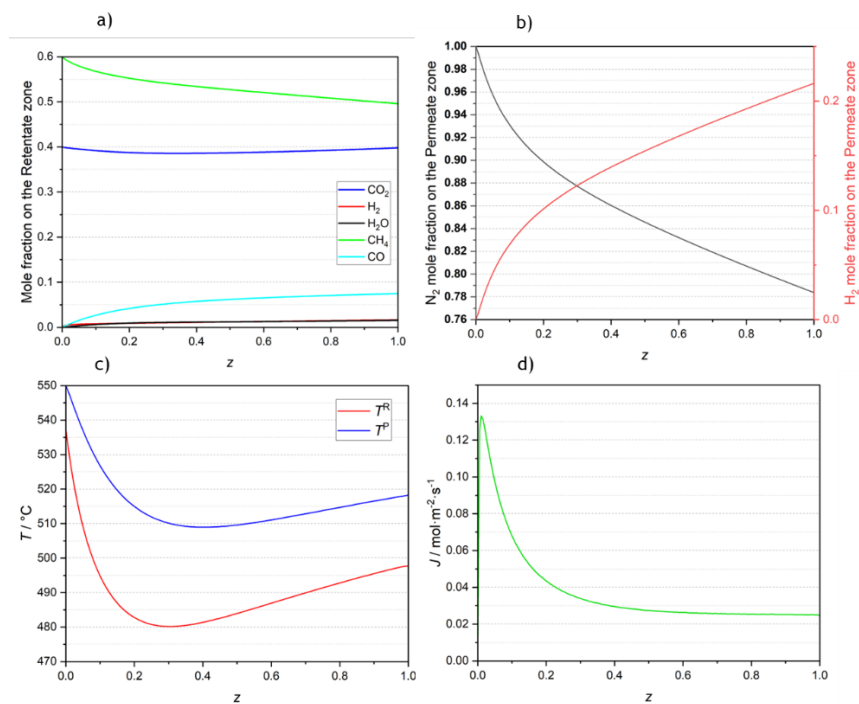 a)
0.6
0.5
0.4
0.3
0.2
0.1
0.0
Mole fraction on the Retentate zone
CO₂
H₂
H₂O
CH₄
CO
0.0 0.2 0.4 0.6 0.8 1.0
z
b)
1.00
0.98
0.96
0.94
0.92
0.90
0.88
0.86
0.84
0.82
0.80
0.78
0.76
N₂ mole fraction on the Permeate zone
0.2
0.1
0.0
H₂ mole fraction on the Permeate zone
0.0 0.2 0.4 0.6 0.8 1.0
z
c)
550
540
530
520
510
500
490
480
470
T / °C
Tᴿ
Tᴾ
0.0 0.2 0.4 0.6 0.8 1.0
z
d)
0.14
0.12
0.10
0.08
0.06
0.04
0.02
0.00
J / mol·m⁻²·s⁻¹
0.0 0.2 0.4 0.6 0.8 1.0
z